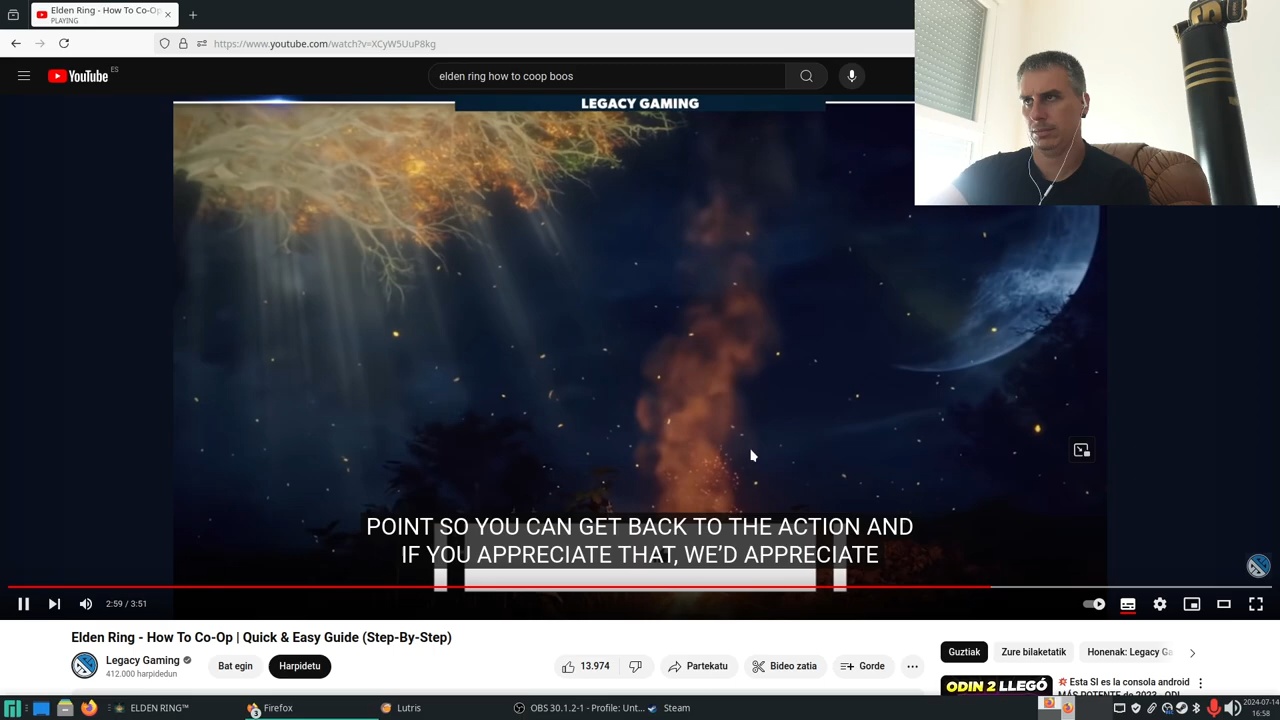 Elden Ring - How To Co-Op
PLAYING
https://www.youtube.com/watch?v=XCyW5UuP8kg
YouTube ES
elden ring how to coop boos
LEGACY GAMING
POINT SO YOU CAN GET BACK TO THE ACTION AND
IF YOU APPRECIATE THAT, WE'D APPRECIATE
2:59 / 3:51
Elden Ring - How To Co-Op | Quick & Easy Guide (Step-By-Step)
Legacy Gaming
412.000 harpidedun
Bat egin
Harpidetu
13.974
Partekatu
Bideo zatia
Gorde
Guztiak
Zure bilaketatik
Honenak: Legacy Ga
ODIN 2 LLEGÓ
Esta SI es la consola android
MÁS POTENTE de 2023 - ODI
ELDEN RING™
3
Firefox
Lutris
OBS 30.1.2-1 - Profile: Unt...
Steam
2024-07-14
16:58